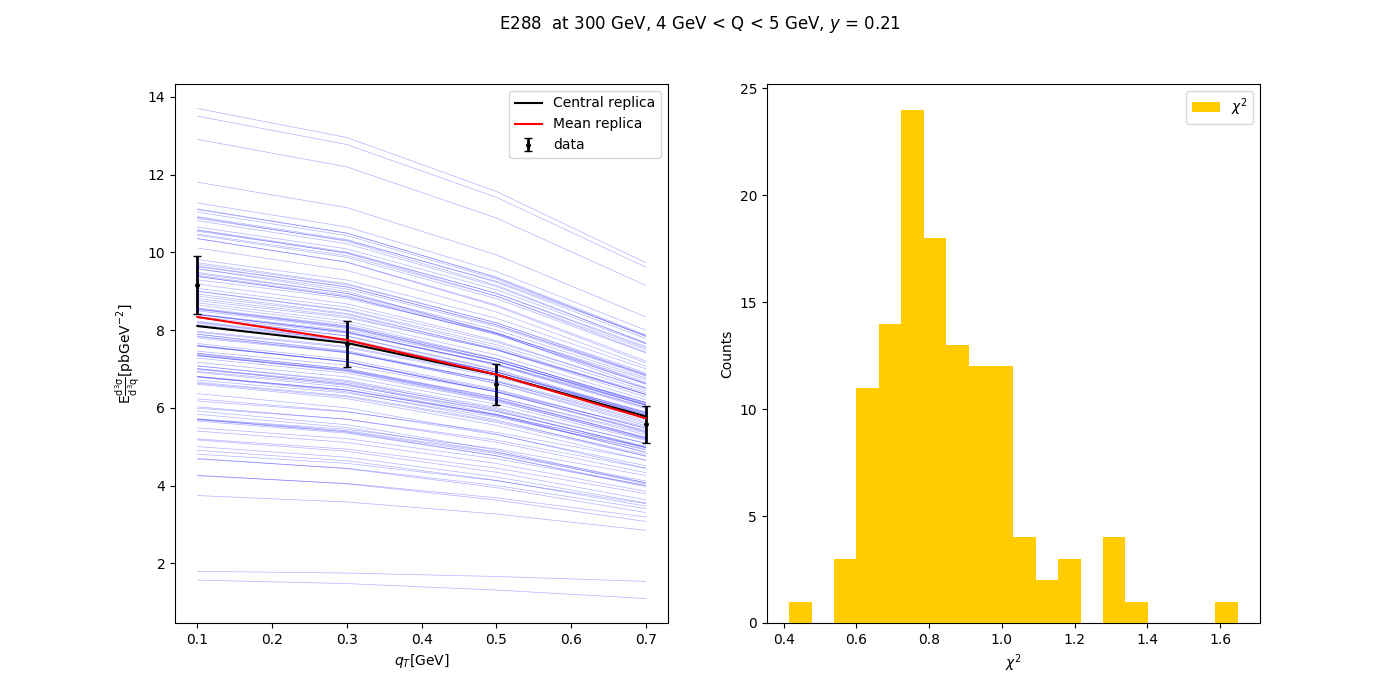 E288 at 300 GeV, 4 GeV < Q < 5 GeV, y = 0.21
Central replica
Mean replica
data
14
12
10
8
6
4
2
E d³σ/d³q [pbGeV⁻²]
0.1 0.2 0.3 0.4 0.5 0.6 0.7
q_T[GeV]
χ²
25
20
15
10
5
0
Counts
0.4 0.6 0.8 1.0 1.2 1.4 1.6
χ²